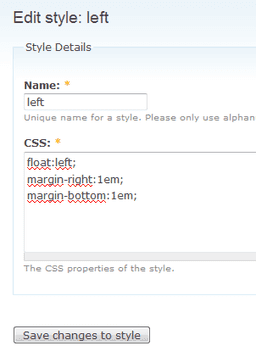 Edit style: left
Style Details
Name: *
left
Unique name for a style. Please only use alphan
CSS: *
float:left;
margin-right:1em;
margin-bottom:1em;
The CSS properties of the style.
Save changes to style